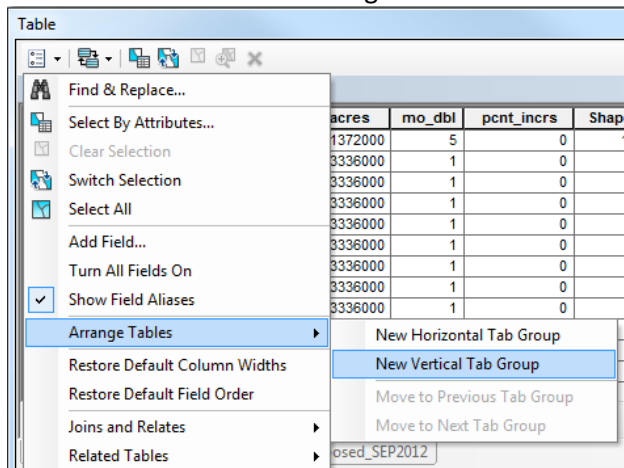 Table
Find & Replace...
Select By Attributes...
Clear Selection
Switch Selection
Select All
Add Field...
Turn All Fields On
Show Field Aliases
Arrange Tables
Restore Default Column Widths
Restore Default Field Order
Joins and Relates
Related Tables
acres mo_dbl pcnt_incrs Shap
1372000 5 0
3336000 1 0
3336000 1 0
3336000 1 0
3336000 1 0
3336000 1 0
3336000 1 0
3336000 1 0
3336000 1 0
New Horizontal Tab Group
New Vertical Tab Group
Move to Previous Tab Group
Move to Next Tab Group
osed_SEP2012